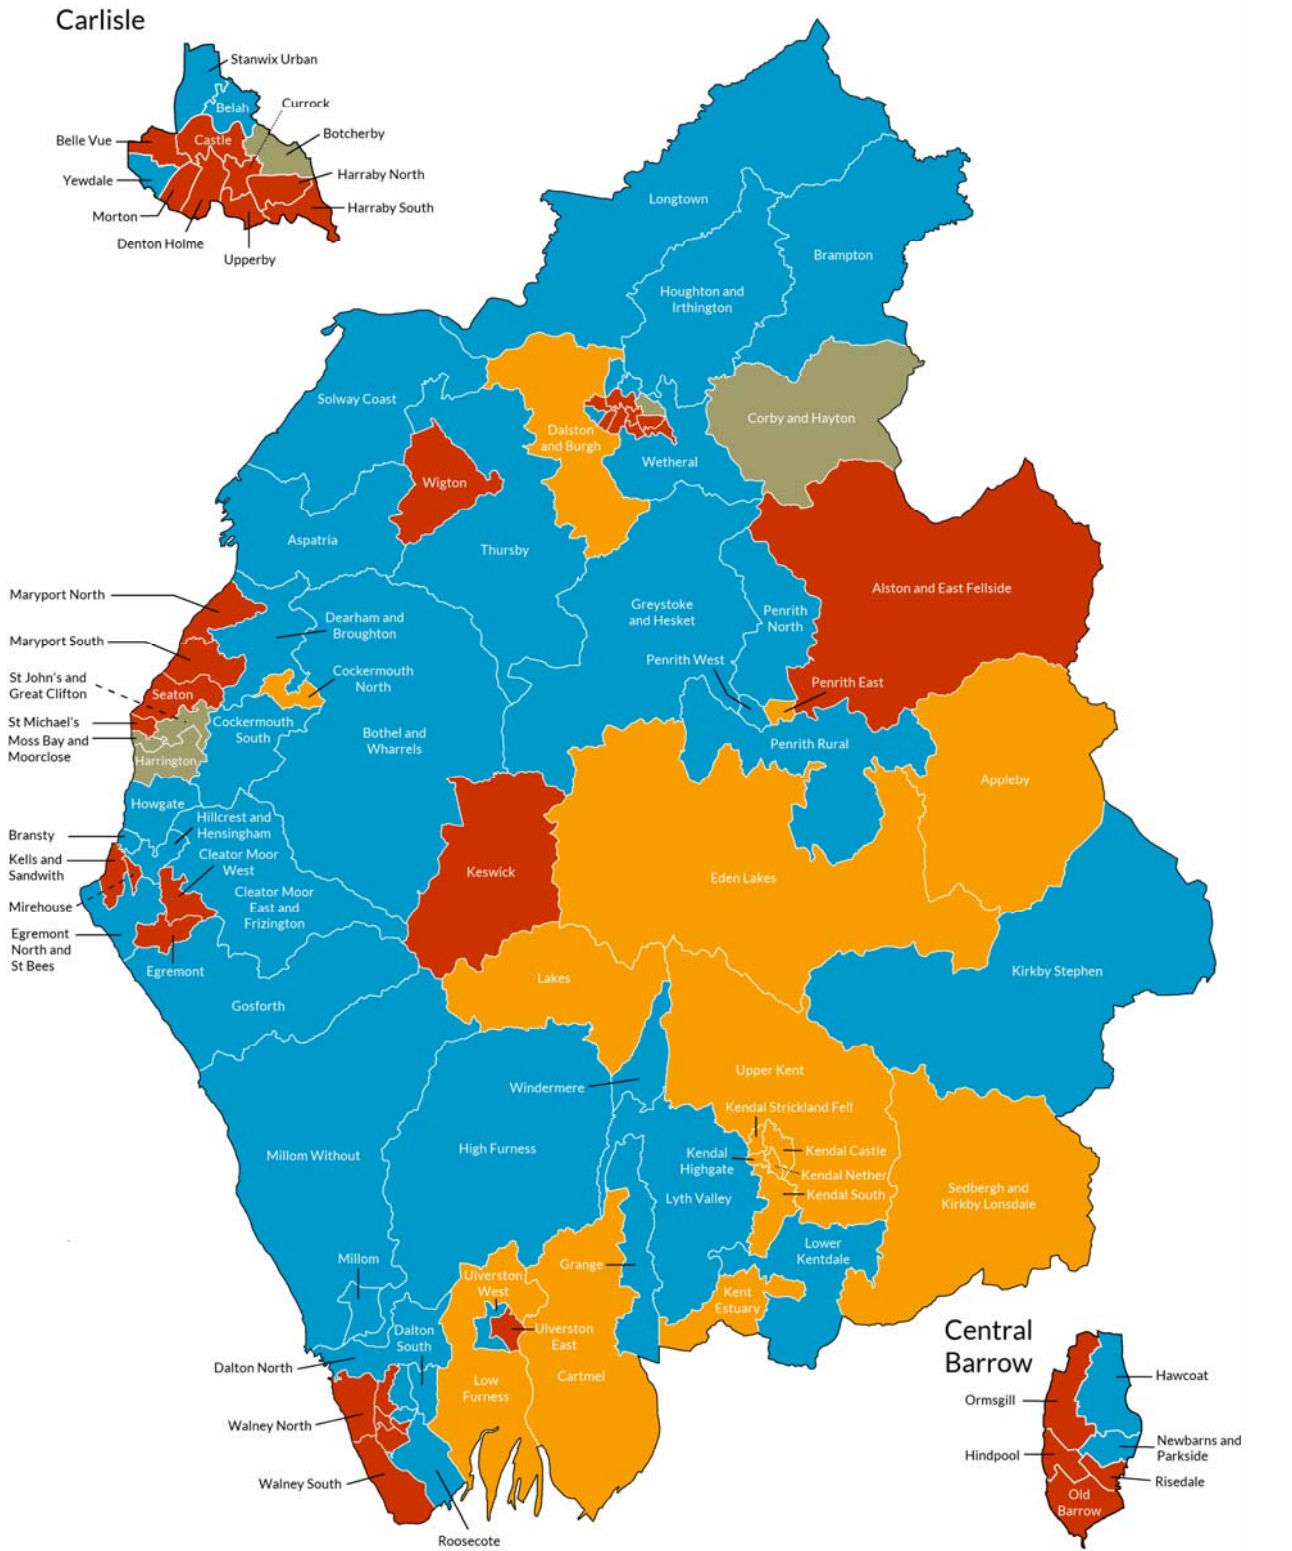 Carlisle
Stanwix Urban
Belah
Currock
Castle
Botcherby
Belle Vue
Harraby North
Yewdale
Harraby South
Morton
Denton Holme
Upperby
Longtown
Brampton
Houghton and
Irthington
Solway Coast
Dalston
and Burgh
Corby and Hayton
Wetheral
Wigton
Aspatria
Thursby
Alston and East Fellside
Maryport North
Greystoke
and Hesket
Penrith
North
Dearham and
Broughton
Maryport South
Penrith West
Cockermouth
North
St John's and
Great Clifton
Penrith East
Seaton
St Michael's
Cockermouth
South
Moss Bay and
Moorclose
Bothel and
Wharrels
Penrith Rural
Harrington
Appleby
Howgate
Hillcrest and
Hensingham
Bransty
Kells and
Sandwith
Cleator Moor
West
Keswick
Eden Lakes
Cleator Moor
East and
Frizington
Mirehouse
Egremont
North and
St Bees
Egremont
Kirkby Stephen
Lakes
Gosforth
Upper Kent
Windermere
Kendal Strickland Fell
High Furness
Millom Without
Kendal
Highgate
Kendal Castle
Kendal Nether
Kendal South
Lyth Valley
Sedbergh and
Kirkby Lonsdale
Lower
Kentdale
Millom
Grange
Ulverston
West
Kent
Estuary
Dalton
South
Ulverston
East
Dalton North
Low
Furness
Cartmel
Walney North
Walney South
Roosecote
Central
Barrow
Hawcoat
Ormsgill
Newbarns and
Parkside
Hindpool
Risedale
Old
Barrow